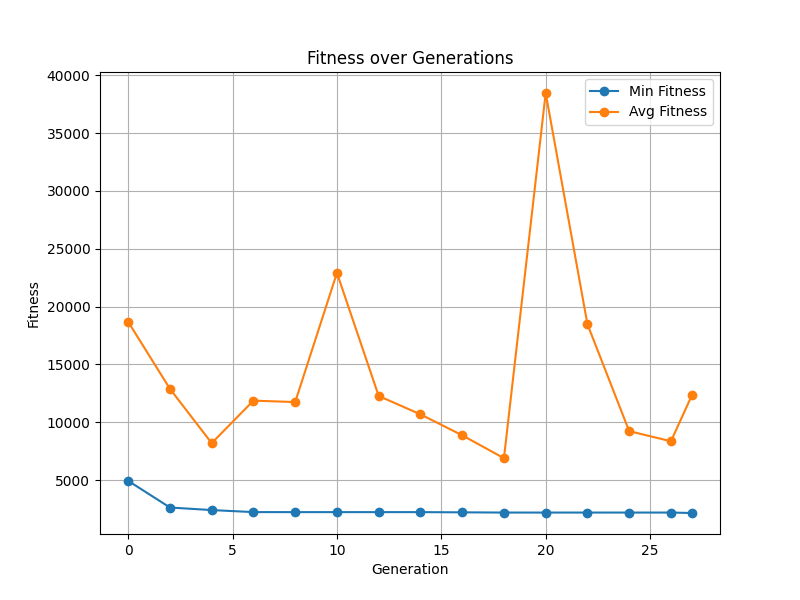 Fitness over Generations
40000
35000
30000
25000
20000
15000
10000
5000
Fitness
Min Fitness
Avg Fitness
0
5
10
15
20
25
Generation